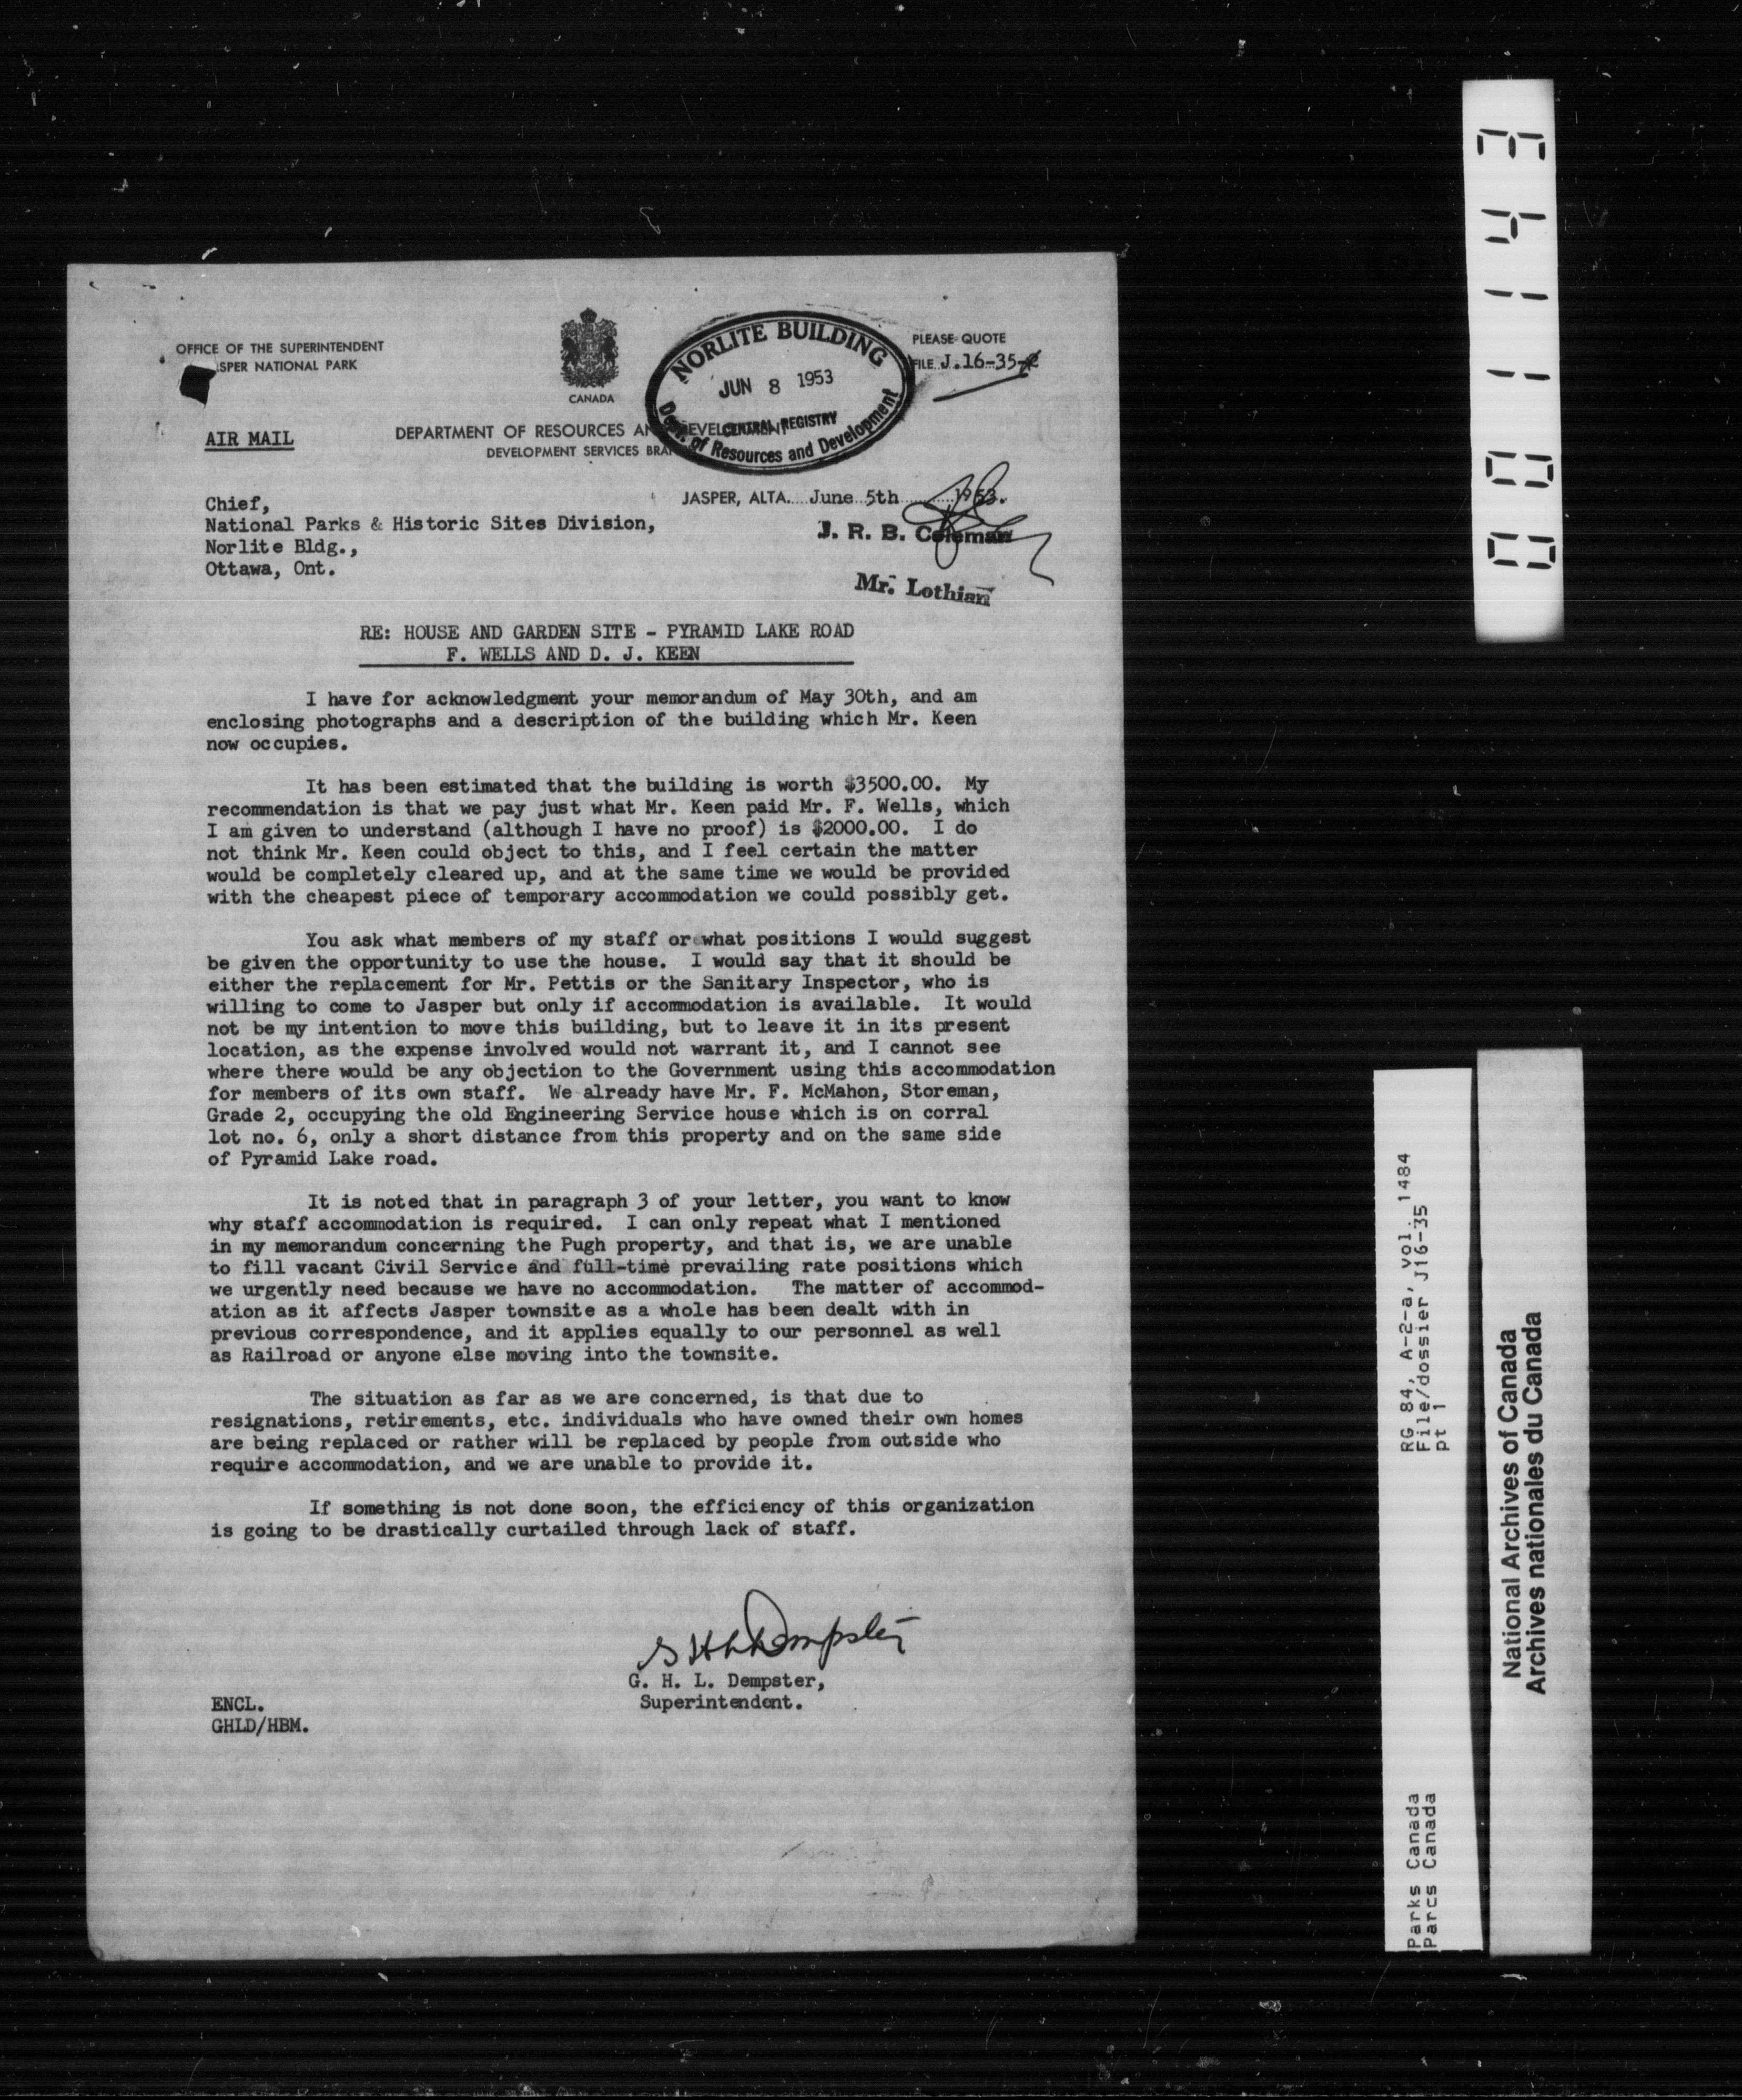 OFFICE OF THE SUPERINTENDENT
SPER NATIONAL PARK
CANADA
NORLITE BUILDING
JUN 8 1953
CENTRAL REGISTRY
Dept. of Resources and Development
PLEASE QUOTE
FILE J.16-35-2
AIR MAIL
DEPARTMENT OF RESOURCES AND DEVELOPMENT
DEVELOPMENT SERVICES BRA
JASPER, ALTA. June 5th 1953.
Chief,
National Parks & Historic Sites Division,
Norlite Bldg.,
Ottawa, Ont.
J. R. B. Coleman
Mr. Lothian
RE: HOUSE AND GARDEN SITE - PYRAMID LAKE ROAD
F. WELLS AND D. J. KEEN
I have for acknowledgment your memorandum of May 30th, and am
enclosing photographs and a description of the building which Mr. Keen
now occupies.
It has been estimated that the building is worth $3500.00. My
recommendation is that we pay just what Mr. Keen paid Mr. F. Wells, which
I am given to understand (although I have no proof) is $2000.00. I do
not think Mr. Keen could object to this, and I feel certain the matter
would be completely cleared up, and at the same time we would be provided
with the cheapest piece of temporary accommodation we could possibly get.
You ask what members of my staff or what positions I would suggest
be given the opportunity to use the house. I would say that it should be
either the replacement for Mr. Pettis or the Sanitary Inspector, who is
willing to come to Jasper but only if accommodation is available. It would
not be my intention to move this building, but to leave it in its present
location, as the expense involved would not warrant it, and I cannot see
where there would be any objection to the Government using this accommodation
for members of its own staff. We already have Mr. F. McMahon, Storeman,
Grade 2, occupying the old Engineering Service house which is on corral
lot no. 6, only a short distance from this property and on the same side
of Pyramid Lake road.
It is noted that in paragraph 3 of your letter, you want to know
why staff accommodation is required. I can only repeat what I mentioned
in my memorandum concerning the Pugh property, and that is, we are unable
to fill vacant Civil Service and full-time prevailing rate positions which
we urgently need because we have no accommodation. The matter of accommod-
ation as it affects Jasper townsite as a whole has been dealt with in
previous correspondence, and it applies equally to our personnel as well
as Railroad or anyone else moving into the townsite.
The situation as far as we are concerned, is that due to
resignations, retirements, etc. individuals who have owned their own homes
are being replaced or rather will be replaced by people from outside who
require accommodation, and we are unable to provide it.
If something is not done soon, the efficiency of this organization
is going to be drastically curtailed through lack of staff.
G H L Dempster
G. H. L. Dempster,
Superintendent.
ENCL.
GHLD/HBM.
001143
RG 84, A-2-a, vol. 1484
File/dossier J16-35
pt 1
Parks Canada
Parcs Canada
National Archives of Canada
Archives nationales du Canada